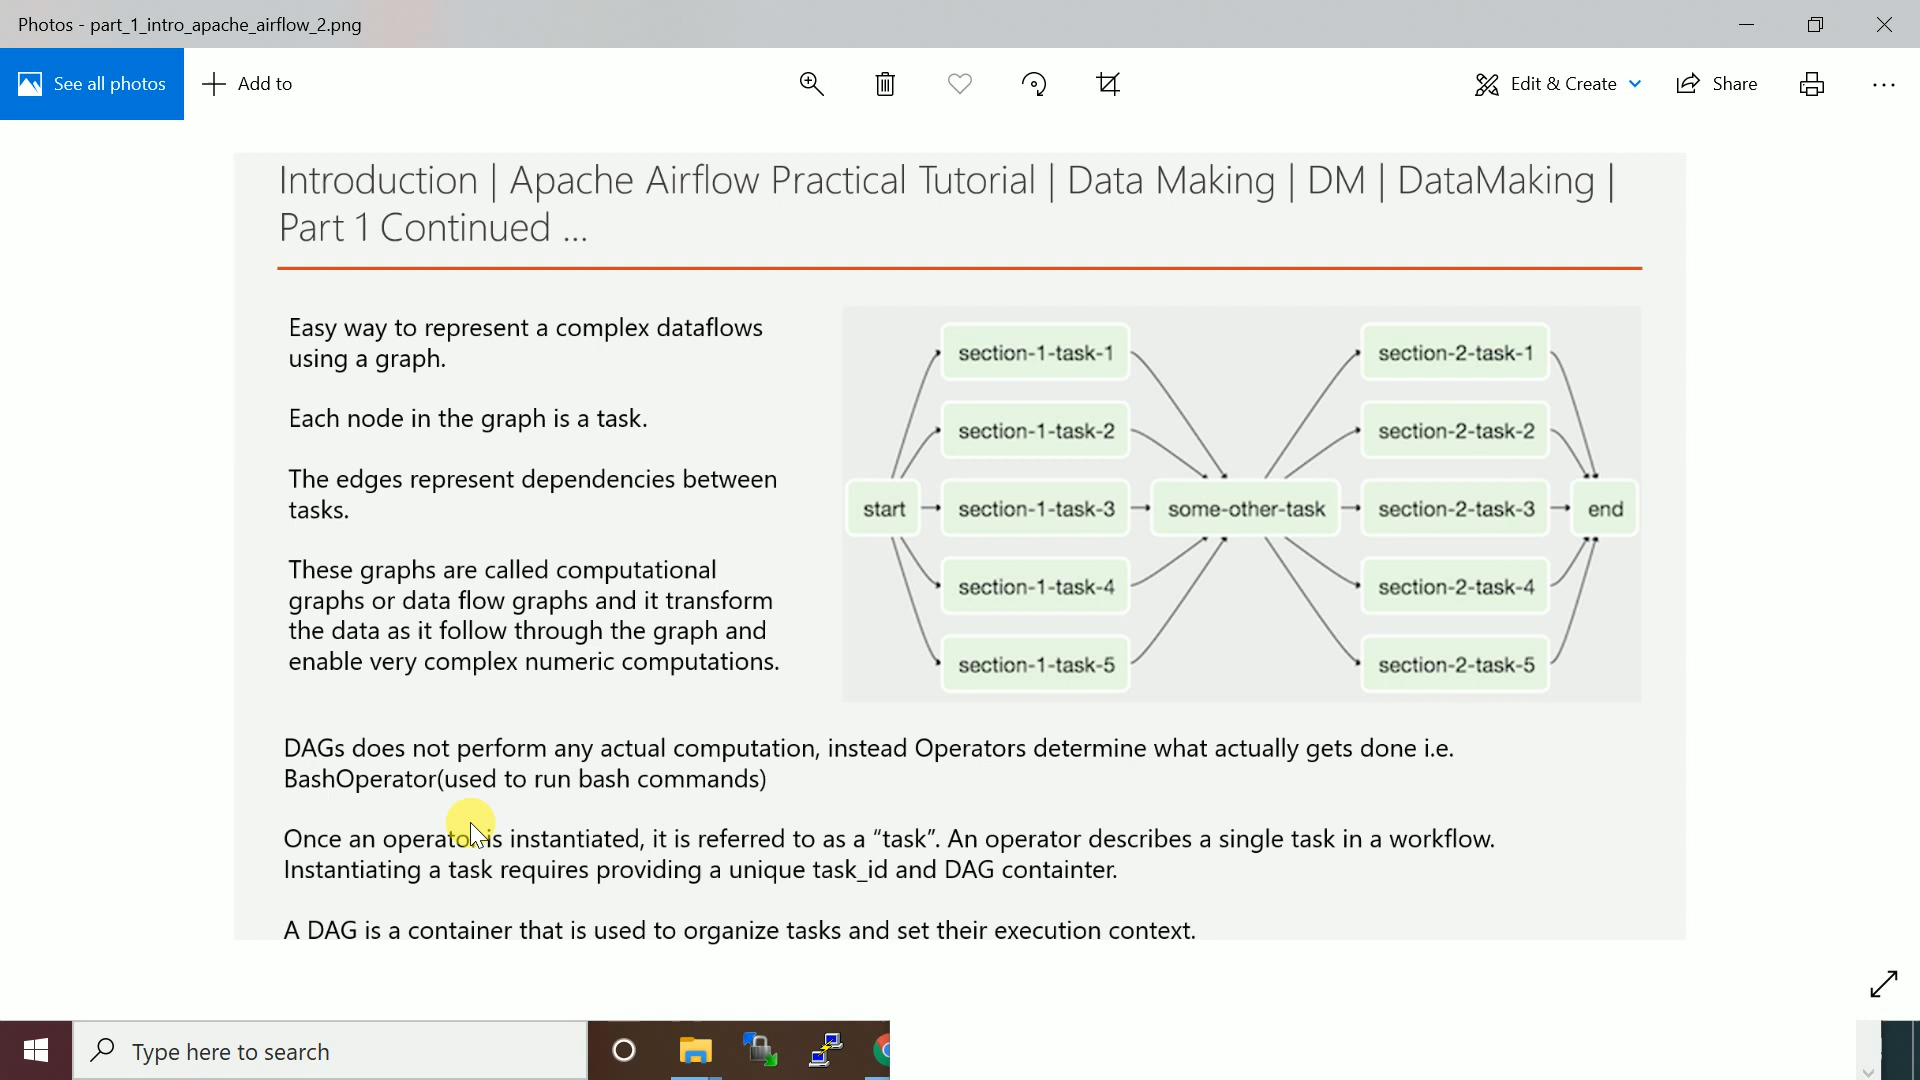 Photos - part_1_intro_apache_airflow_2.png
See all photos
Add to
Edit & Create
Share
Introduction | Apache Airflow Practical Tutorial | Data Making | DM | DataMaking |
Part 1 Continued ...
Easy way to represent a complex dataflows
using a graph.
Each node in the graph is a task.
The edges represent dependencies between
tasks.
These graphs are called computational
graphs or data flow graphs and it transform
the data as it follow through the graph and
enable very complex numeric computations.
start
section-1-task-1
section-1-task-2
section-1-task-3
section-1-task-4
section-1-task-5
some-other-task
section-2-task-1
section-2-task-2
section-2-task-3
section-2-task-4
section-2-task-5
end
DAGs does not perform any actual computation, instead Operators determine what actually gets done i.e.
BashOperator(used to run bash commands)
Once an operator is instantiated, it is referred to as a “task”. An operator describes a single task in a workflow.
Instantiating a task requires providing a unique task_id and DAG containter.
A DAG is a container that is used to organize tasks and set their execution context.
Type here to search